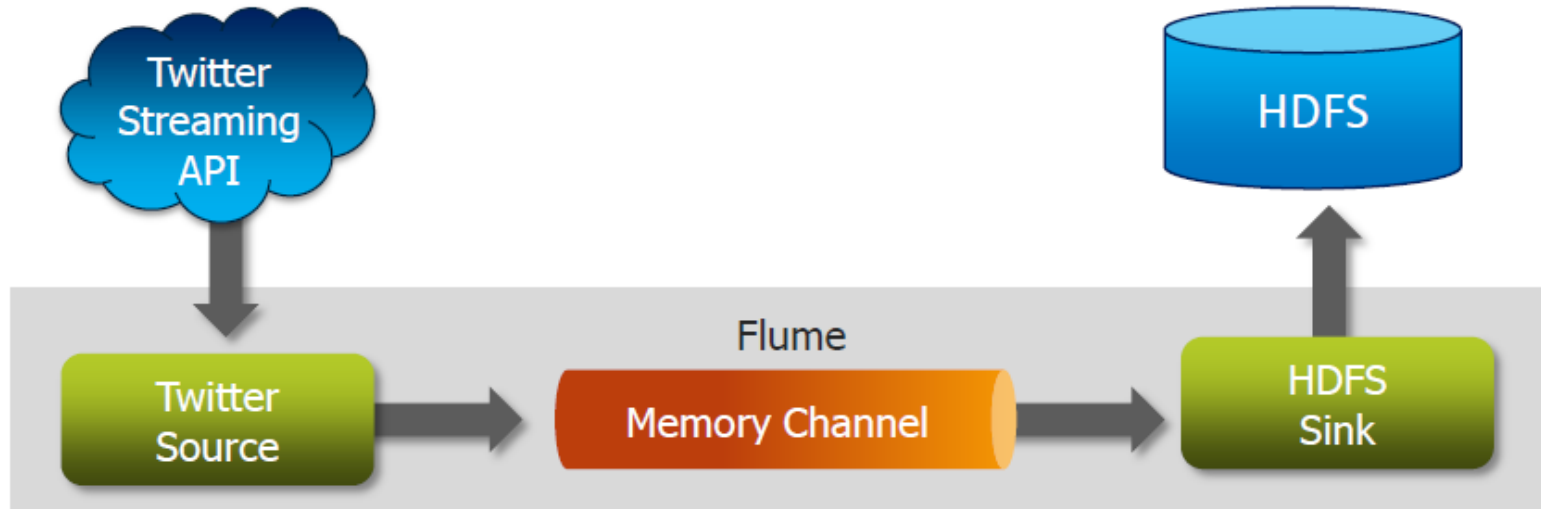 Twitter
Streaming
API
HDFS
Flume
Twitter
Source
Memory Channel
HDFS
Sink